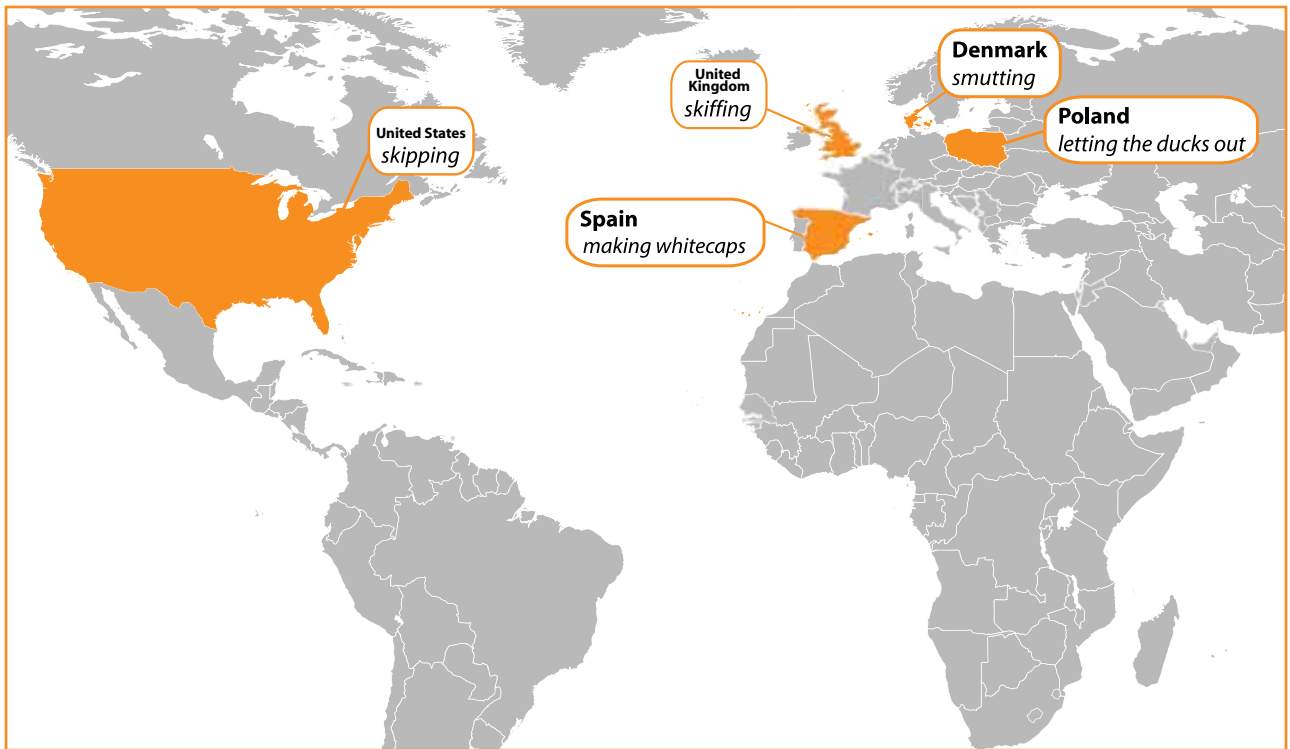 Denmark
smutting
United
Kingdom
skiffing
Poland
letting the ducks out
United States
skipping
Spain
making whitecaps